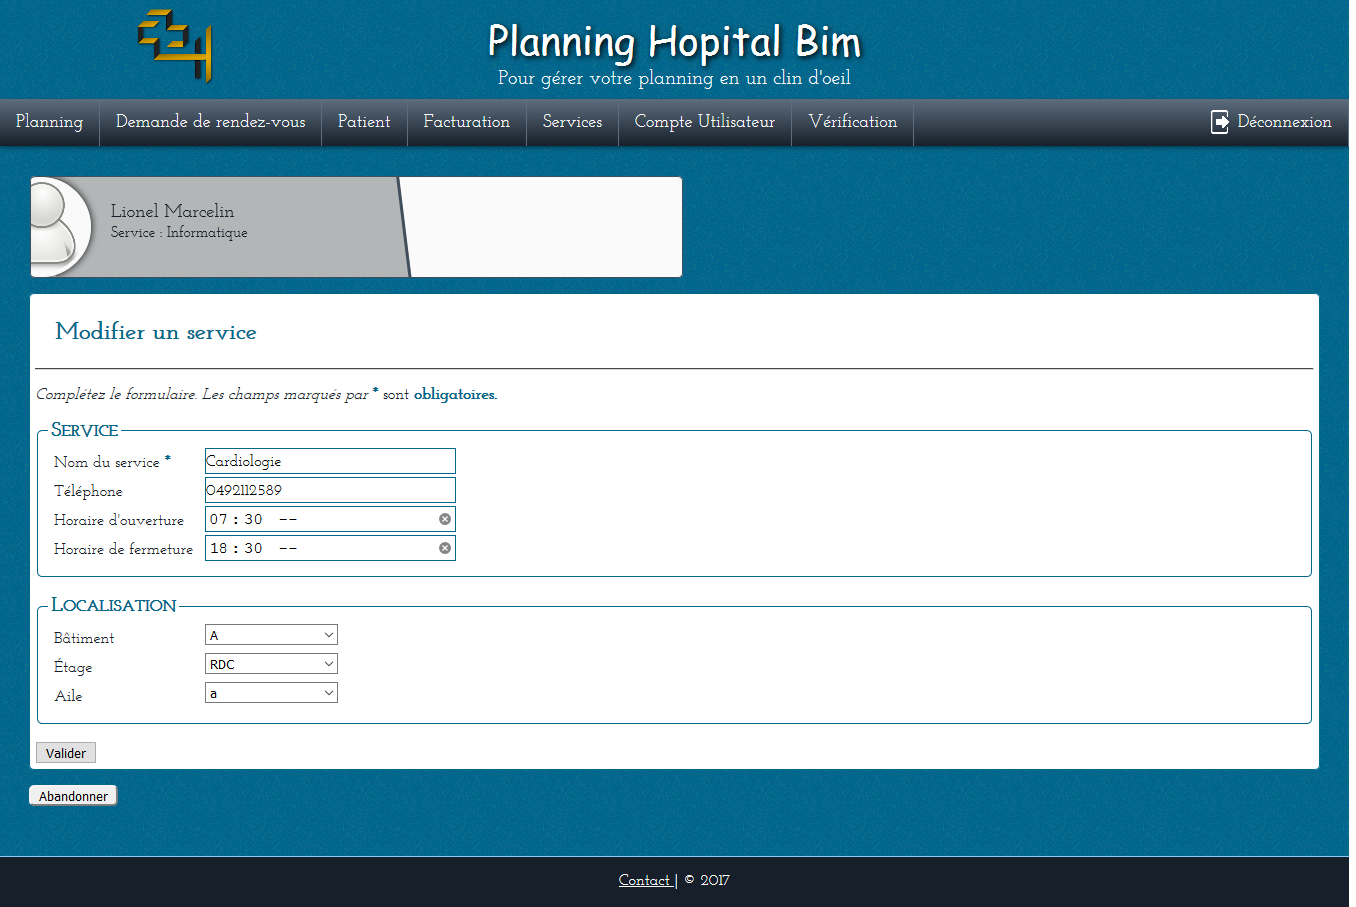 Planning Hopital Bim
Pour gérer votre planning en un clin d'oeil
Planning Demande de rendez-vous Patient Facturation Services Compte Utilisateur Vérification Déconnexion
Lionel Marcelin
Service : Informatique
Modifier un service
Complétez le formulaire. Les champs marqués par * sont obligatoires.
SERVICE
Nom du service * Cardiologie
Téléphone 0492112589
Horaire d'ouverture 07 : 30 --
Horaire de fermeture 18 : 30 --
LOCALISATION
Bâtiment A
Étage RDC
Aile a
Valider
Abandonner
Contact | © 2017